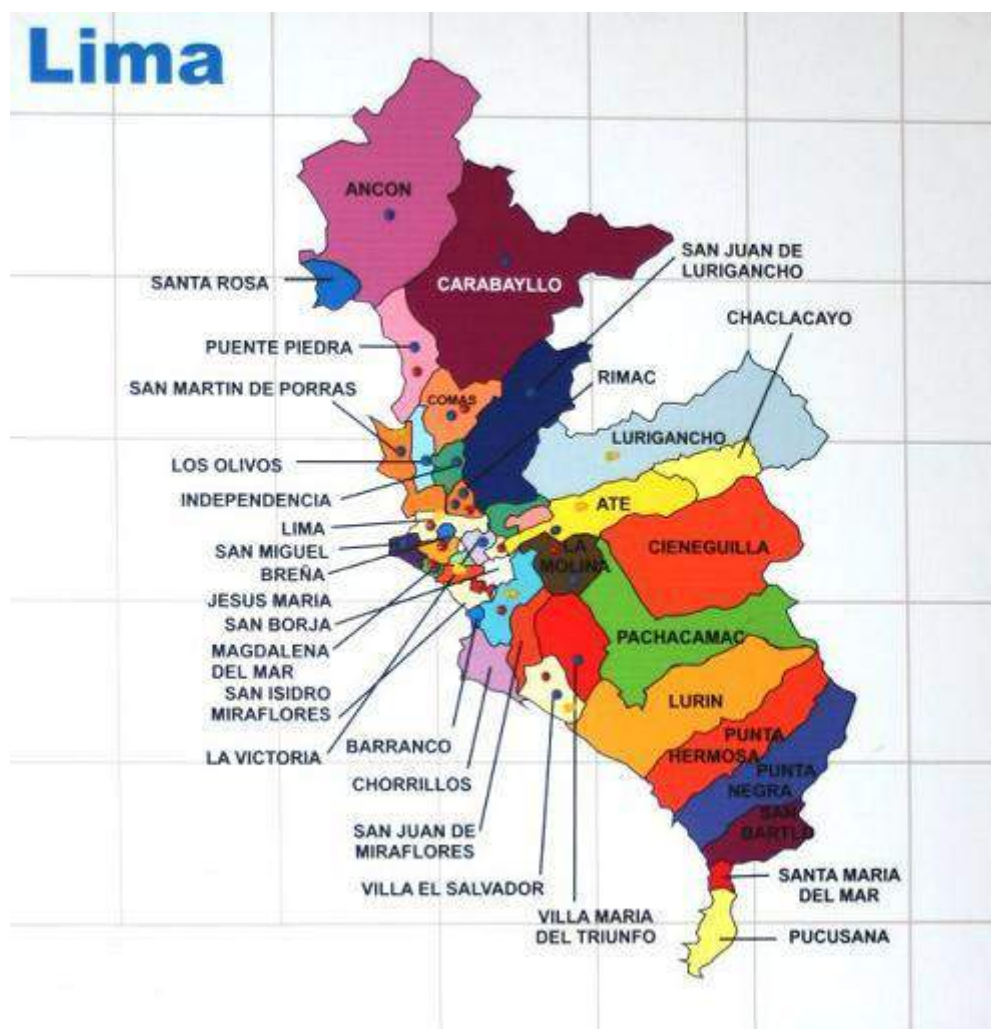 Lima
ANCON
SAN JUAN DE
LURIGANCHO
SANTA ROSA
CARABAYLLO
CHACLACAYO
PUENTE PIEDRA
RIMAC
SAN MARTIN DE PORRAS
COMAS
LURIGANCHO
LOS OLIVOS
INDEPENDENCIA
ATE
LIMA
SAN MIGUEL
LA
MOLINA
CIENEGUILLA
BREÑA
JESUS MARIA
SAN BORJA
PACHACAMAC
MAGDALENA
DEL MAR
SAN ISIDRO
MIRAFLORES
LURIN
LA VICTORIA
BARRANCO
PUNTA
HERMOSA
PUNTA
NEGRA
CHORRILLOS
SAN
BARTLO
SAN JUAN DE
MIRAFLORES
VILLA EL SALVADOR
SANTA MARIA
DEL MAR
VILLA MARIA
DEL TRIUNFO
PUCUSANA